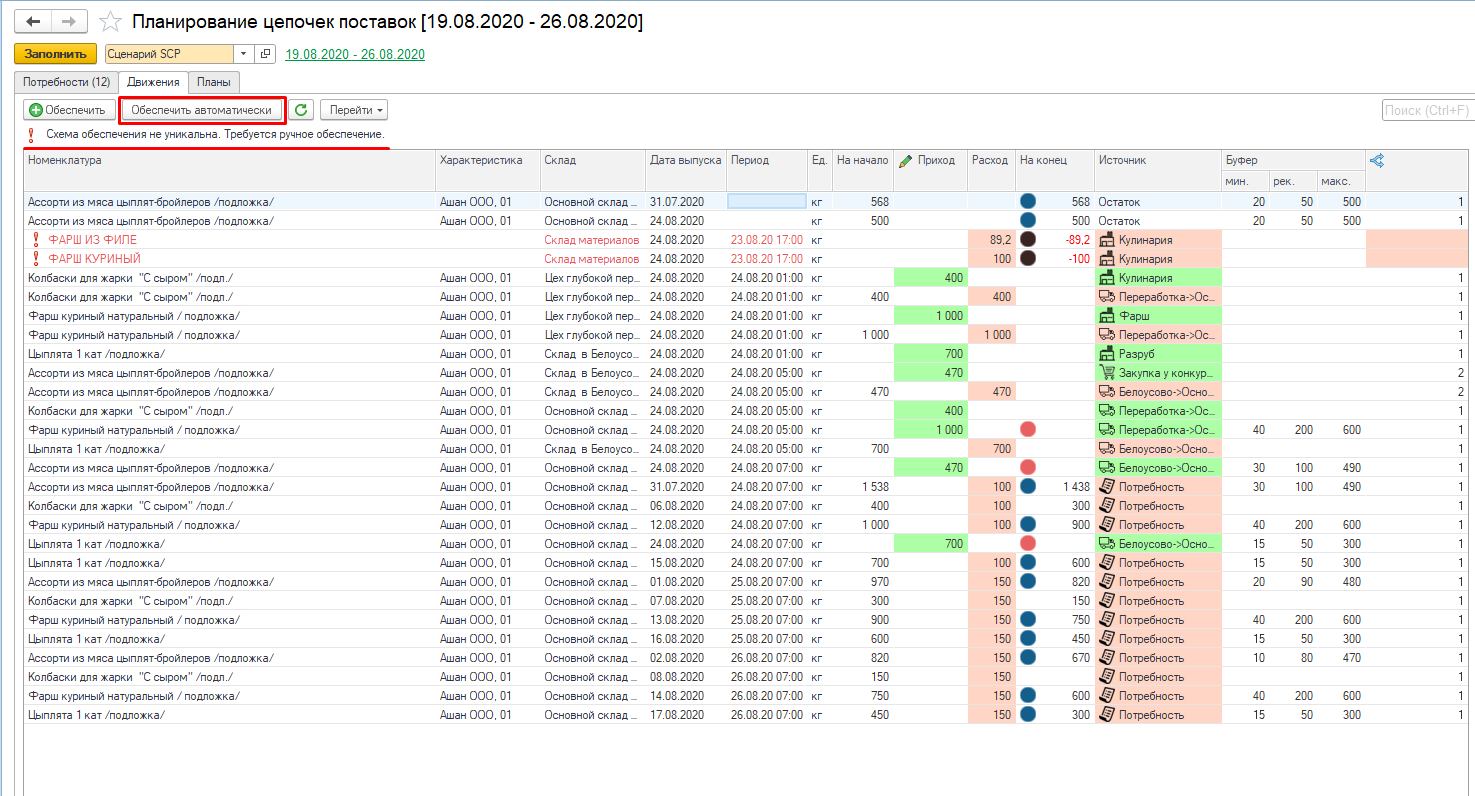 Планирование цепочек поставок [19.08.2020 - 26.08.2020]
Заполнить Сценарий SCP 19.08.2020 - 26.08.2020
Потребности (12) Движения Планы
Обеспечить Обеспечить автоматически Перейти Поиск (Ctrl+F)
Схема обеспечения не уникальна. Требуется ручное обеспечение.
Номенклатура Характеристика Склад Дата выпуска Период Ед. На начало Приход Расход На конец Источник Буфер
мин. рек. макс.
Ассорти из мяса цыплят-бройлеров /подложка/ Ашан ООО, 01 Основной склад ... 31.07.2020 кг 568 568 Остаток 20 50 500 1
Ассорти из мяса цыплят-бройлеров /подложка/ Ашан ООО, 01 Основной склад ... 24.08.2020 кг 500 500 Остаток 20 50 500 1
ФАРШ ИЗ ФИЛЕ Склад материалов 24.08.2020 23.08.20 17:00 кг 89,2 -89,2 Кулинария
ФАРШ КУРИНЫЙ Склад материалов 24.08.2020 23.08.20 17:00 кг 100 -100 Кулинария
Колбаски для жарки "С сыром" /подл./ Ашан ООО, 01 Цех глубокой пер... 24.08.2020 24.08.20 01:00 кг 400 Кулинария 1
Колбаски для жарки "С сыром" /подл./ Ашан ООО, 01 Цех глубокой пер... 24.08.2020 24.08.20 01:00 кг 400 400 Переработка->Ос... 1
Фарш куриный натуральный / подложка/ Ашан ООО, 01 Цех глубокой пер... 24.08.2020 24.08.20 01:00 кг 1 000 Фарш 1
Фарш куриный натуральный / подложка/ Ашан ООО, 01 Цех глубокой пер... 24.08.2020 24.08.20 01:00 кг 1 000 1 000 Переработка->Ос... 1
Цыплята 1 кат /подложка/ Ашан ООО, 01 Склад в Белоусо... 24.08.2020 24.08.20 01:00 кг 700 Разруб 1
Ассорти из мяса цыплят-бройлеров /подложка/ Ашан ООО, 01 Склад в Белоусо... 24.08.2020 24.08.20 05:00 кг 470 Закупка у конкур... 2
Ассорти из мяса цыплят-бройлеров /подложка/ Ашан ООО, 01 Склад в Белоусо... 24.08.2020 24.08.20 05:00 кг 470 470 Белоусово->Осно... 2
Колбаски для жарки "С сыром" /подл./ Ашан ООО, 01 Основной склад ... 24.08.2020 24.08.20 05:00 кг 400 Переработка->Ос... 1
Фарш куриный натуральный / подложка/ Ашан ООО, 01 Основной склад ... 24.08.2020 24.08.20 05:00 кг 1 000 Переработка->Ос... 40 200 600 1
Цыплята 1 кат /подложка/ Ашан ООО, 01 Склад в Белоусо... 24.08.2020 24.08.20 05:00 кг 700 700 Белоусово->Осно... 1
Ассорти из мяса цыплят-бройлеров /подложка/ Ашан ООО, 01 Основной склад ... 24.08.2020 24.08.20 07:00 кг 470 Белоусово->Осно... 30 100 490 1
Ассорти из мяса цыплят-бройлеров /подложка/ Ашан ООО, 01 Основной склад ... 31.07.2020 24.08.20 07:00 кг 1 538 100 1 438 Потребность 30 100 490 1
Колбаски для жарки "С сыром" /подл./ Ашан ООО, 01 Основной склад ... 06.08.2020 24.08.20 07:00 кг 400 100 300 Потребность 1
Фарш куриный натуральный / подложка/ Ашан ООО, 01 Основной склад ... 12.08.2020 24.08.20 07:00 кг 1 000 100 900 Потребность 40 200 600 1
Цыплята 1 кат /подложка/ Ашан ООО, 01 Основной склад ... 24.08.2020 24.08.20 07:00 кг 700 Белоусово->Осно... 15 50 300 1
Цыплята 1 кат /подложка/ Ашан ООО, 01 Основной склад ... 15.08.2020 24.08.20 07:00 кг 700 100 600 Потребность 15 50 300 1
Ассорти из мяса цыплят-бройлеров /подложка/ Ашан ООО, 01 Основной склад ... 01.08.2020 25.08.20 07:00 кг 970 150 820 Потребность 20 90 480 1
Колбаски для жарки "С сыром" /подл./ Ашан ООО, 01 Основной склад ... 07.08.2020 25.08.20 07:00 кг 300 150 150 Потребность 1
Фарш куриный натуральный / подложка/ Ашан ООО, 01 Основной склад ... 13.08.2020 25.08.20 07:00 кг 900 150 750 Потребность 40 200 600 1
Цыплята 1 кат /подложка/ Ашан ООО, 01 Основной склад ... 16.08.2020 25.08.20 07:00 кг 600 150 450 Потребность 15 50 300 1
Ассорти из мяса цыплят-бройлеров /подложка/ Ашан ООО, 01 Основной склад ... 02.08.2020 26.08.20 07:00 кг 820 150 670 Потребность 10 80 470 1
Колбаски для жарки "С сыром" /подл./ Ашан ООО, 01 Основной склад ... 08.08.2020 26.08.20 07:00 кг 150 150 Потребность 1
Фарш куриный натуральный / подложка/ Ашан ООО, 01 Основной склад ... 14.08.2020 26.08.20 07:00 кг 750 150 600 Потребность 40 200 600 1
Цыплята 1 кат /подложка/ Ашан ООО, 01 Основной склад ... 17.08.2020 26.08.20 07:00 кг 450 150 300 Потребность 15 50 300 1